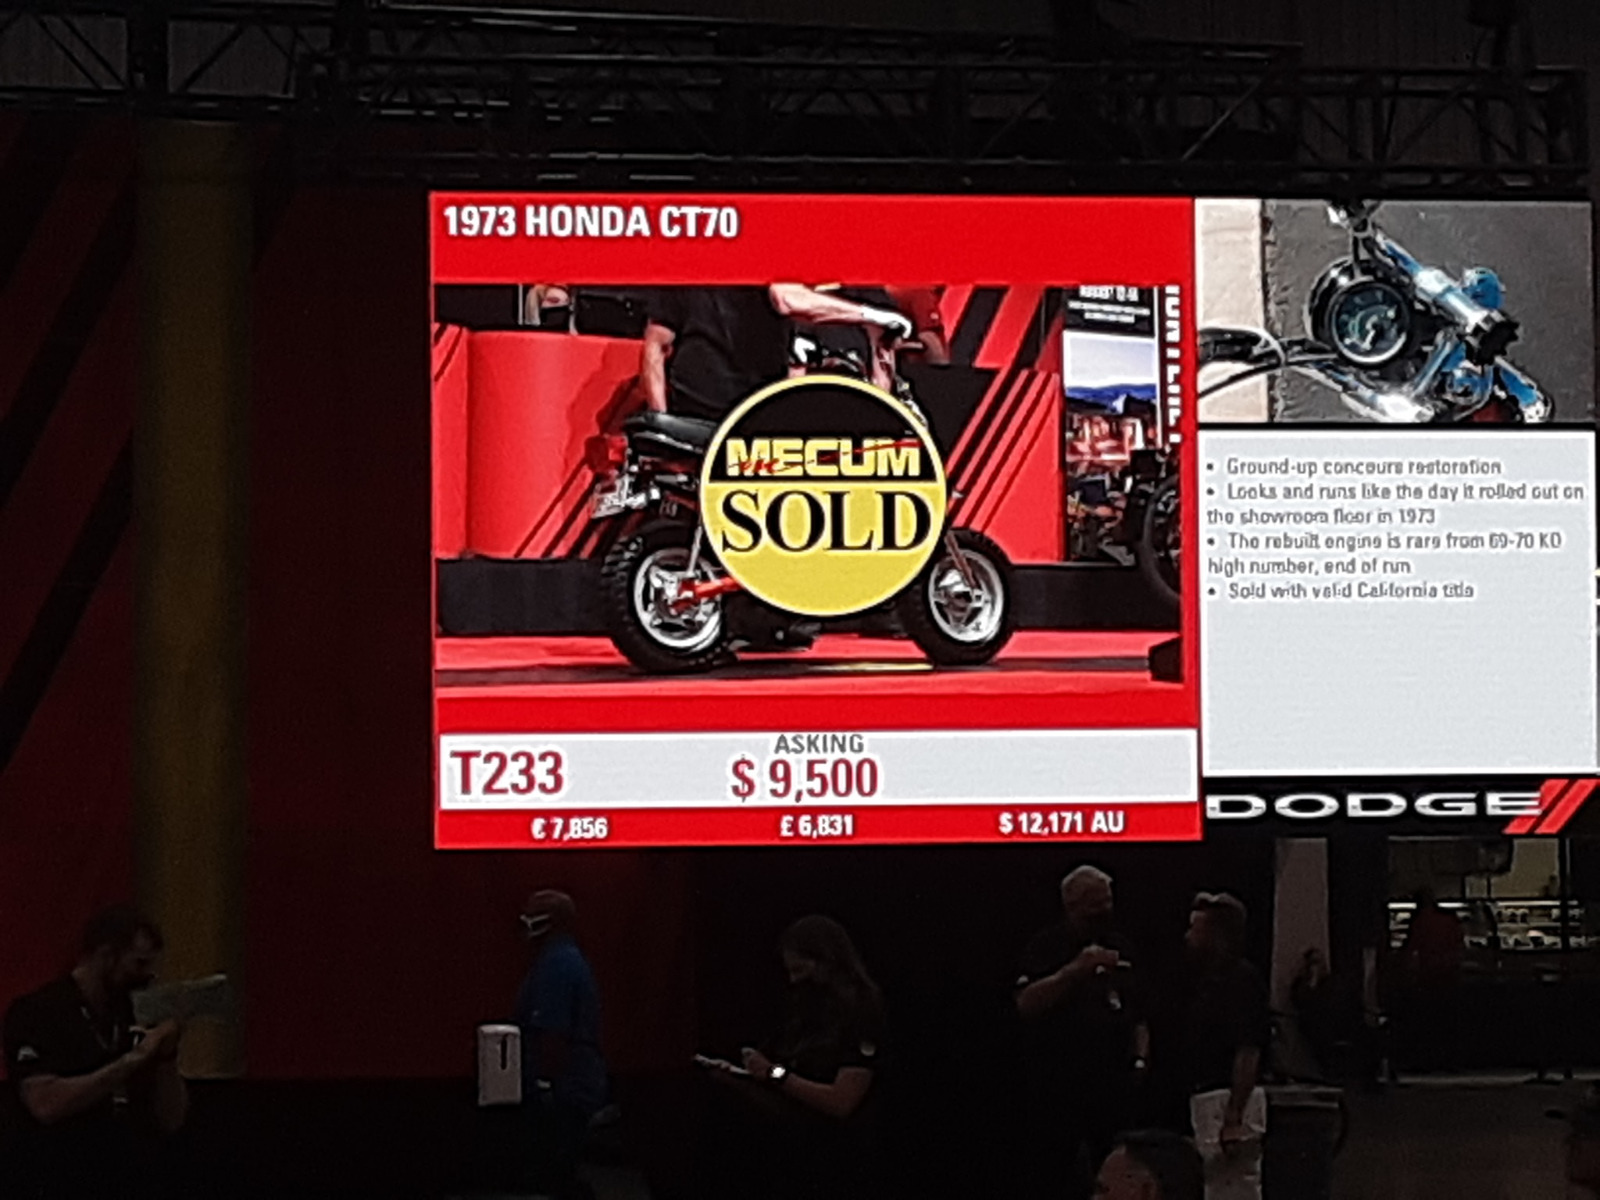 1973 HONDA CT70
MECUM
SOLD
T233
ASKING
$ 9,500
€ 7,856
£ 6,831
$ 12,171 AU
• Ground-up concours restoration
• Looks and runs like the day it rolled out on
the showroom floor in 1973
• The rebuilt engine is rare from 69-70 K0
high number, end of run
• Sold with valid California title
DODGE